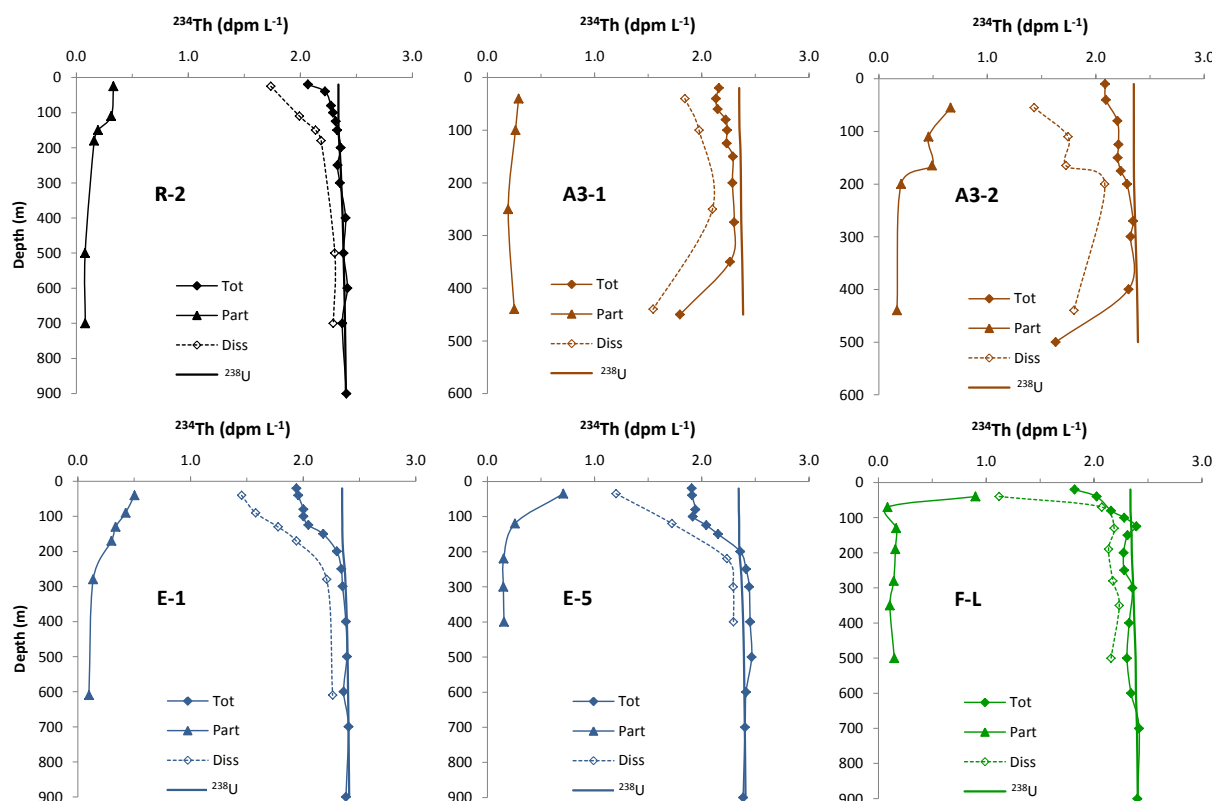 ²³⁴Th (dpm L⁻¹)
0.0 1.0 2.0 3.0
0
100
200
300
400
500
600
700
800
900
Depth (m)
R-2
Tot
Part
Diss
²³⁸U
²³⁴Th (dpm L⁻¹)
0.0 1.0 2.0 3.0
0
100
200
300
400
500
600
A3-1
Tot
Part
Diss
²³⁸U
²³⁴Th (dpm L⁻¹)
0.0 1.0 2.0 3.0
0
100
200
300
400
500
600
A3-2
Tot
Part
Diss
²³⁸U
²³⁴Th (dpm L⁻¹)
0.0 1.0 2.0 3.0
0
100
200
300
400
500
600
700
800
900
Depth (m)
E-1
Tot
Part
Diss
²³⁸U
²³⁴Th (dpm L⁻¹)
0.0 1.0 2.0 3.0
0
100
200
300
400
500
600
700
800
900
E-5
Tot
Part
Diss
²³⁸U
²³⁴Th (dpm L⁻¹)
0.0 1.0 2.0 3.0
0
100
200
300
400
500
600
700
800
900
F-L
Tot
Part
Diss
²³⁸U